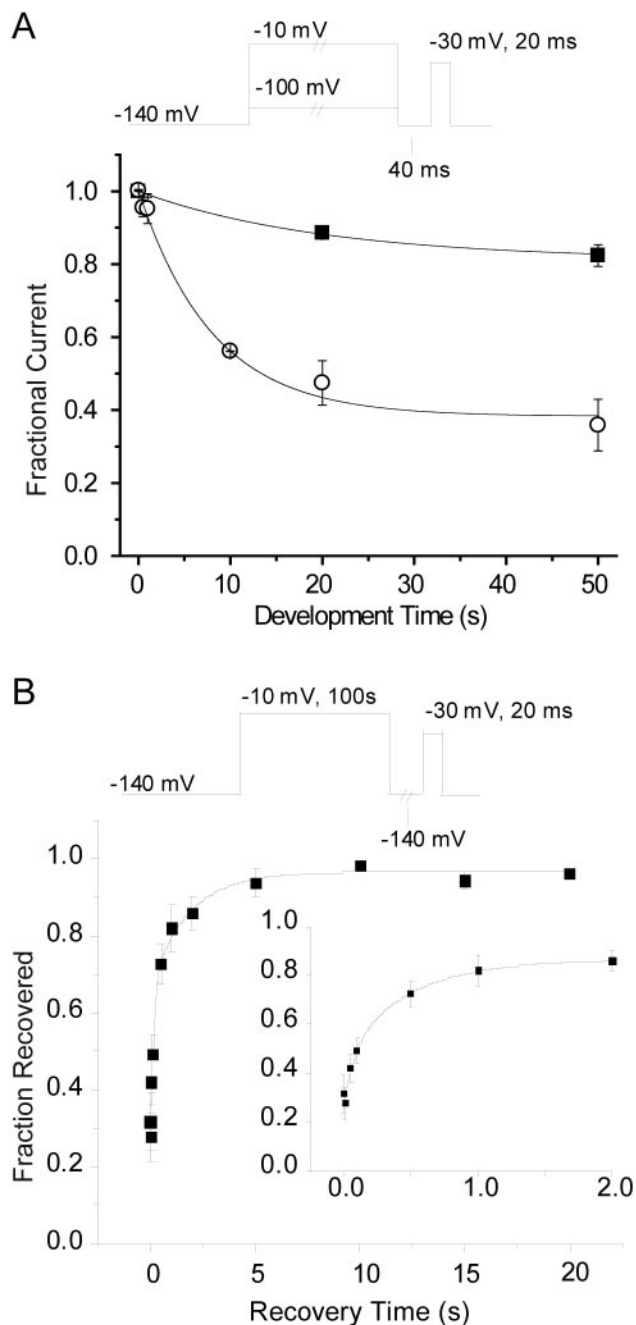 A
-10 mV
-30 mV, 20 ms
-100 mV
-140 mV
40 ms
1.0
0.8
0.6
0.4
0.2
0.0
Fractional Current
0 10 20 30 40 50
Development Time (s)
B
-10 mV, 100s
-30 mV, 20 ms
-140 mV
-140 mV
1.0
0.8
0.6
0.4
0.2
0.0
Fraction Recovered
1.0
0.8
0.6
0.4
0.2
0.0
0.0 1.0 2.0
0 5 10 15 20
Recovery Time (s)